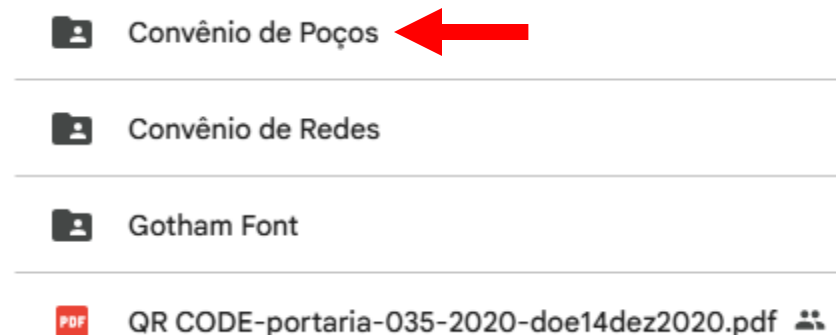 Convênio de Poços
Convênio de Redes
Gotham Font
PDF QR CODE-portaria-035-2020-doe14dez2020.pdf